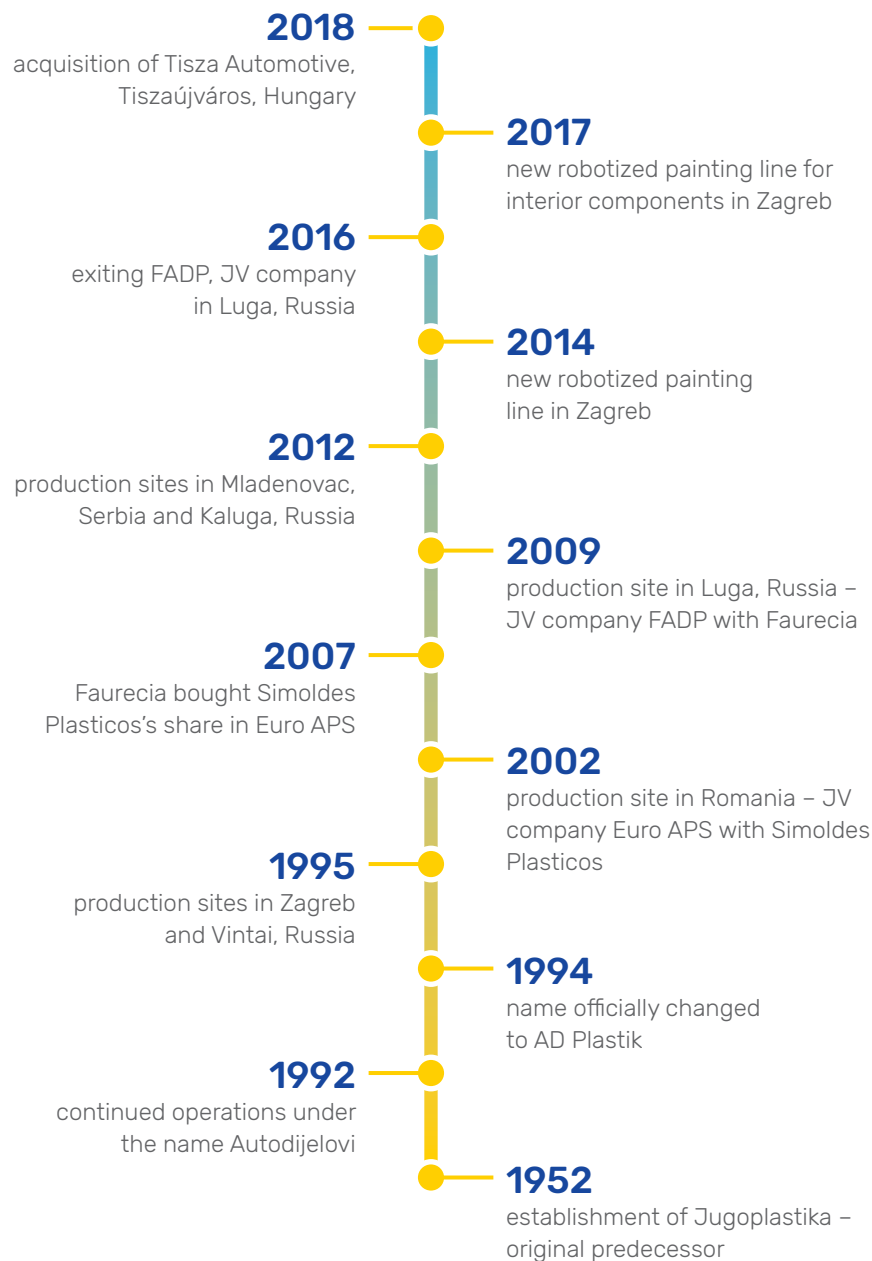 2018
acquisition of Tisza Automotive,
Tiszaújváros, Hungary
2017
new robotized painting line for
interior components in Zagreb
2016
exiting FADP, JV company
in Luga, Russia
2014
new robotized painting
line in Zagreb
2012
production sites in Mladenovac,
Serbia and Kaluga, Russia
2009
production site in Luga, Russia –
JV company FADP with Faurecia
2007
Faurecia bought Simoldes
Plasticos’s share in Euro APS
2002
production site in Romania – JV
company Euro APS with Simoldes
Plasticos
1995
production sites in Zagreb
and Vintai, Russia
1994
name officially changed
to AD Plastik
1992
continued operations under
the name Autodijelovi
1952
establishment of Jugoplastika –
original predecessor